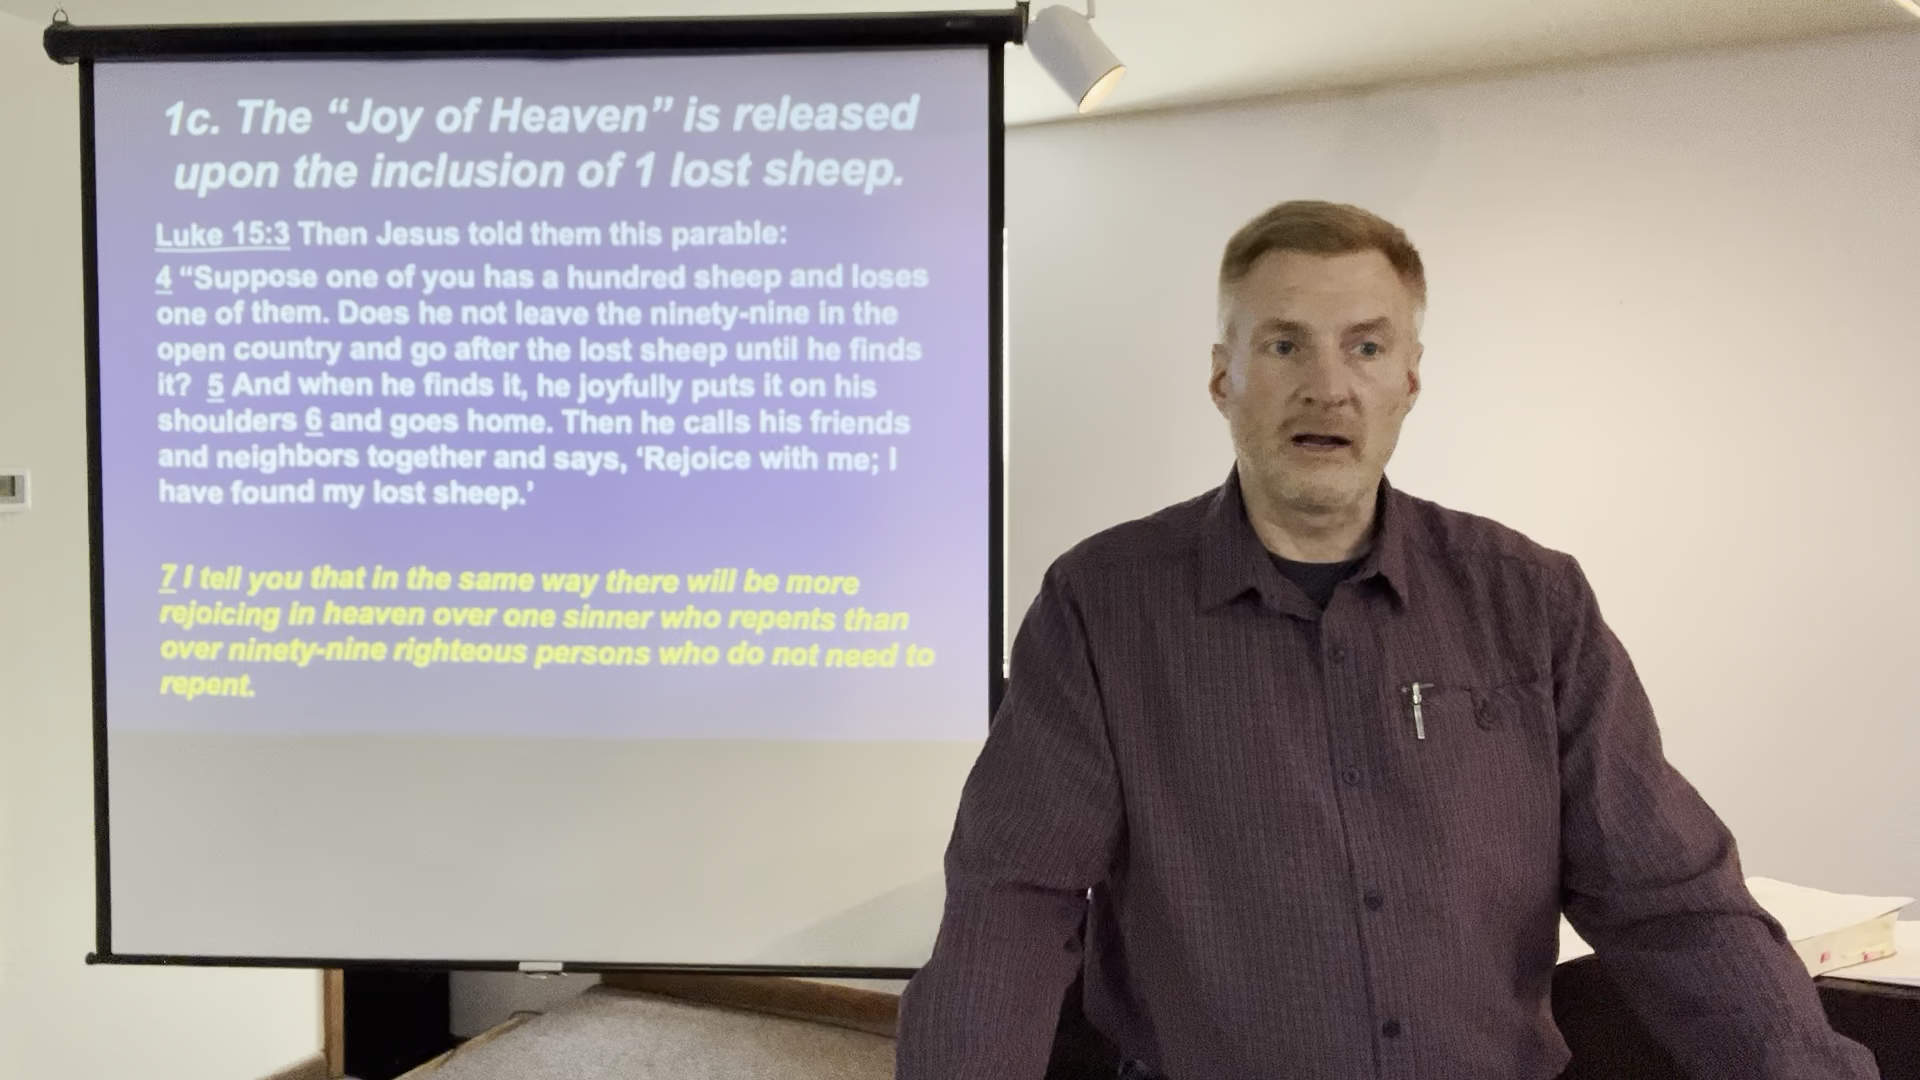 1c. The “Joy of Heaven” is released
upon the inclusion of 1 lost sheep.
Luke 15:3 Then Jesus told them this parable:
4 “Suppose one of you has a hundred sheep and loses
one of them. Does he not leave the ninety-nine in the
open country and go after the lost sheep until he finds
it? 5 And when he finds it, he joyfully puts it on his
shoulders 6 and goes home. Then he calls his friends
and neighbors together and says, ‘Rejoice with me; I
have found my lost sheep.’
7 I tell you that in the same way there will be more
rejoicing in heaven over one sinner who repents than
over ninety-nine righteous persons who do not need to
repent.